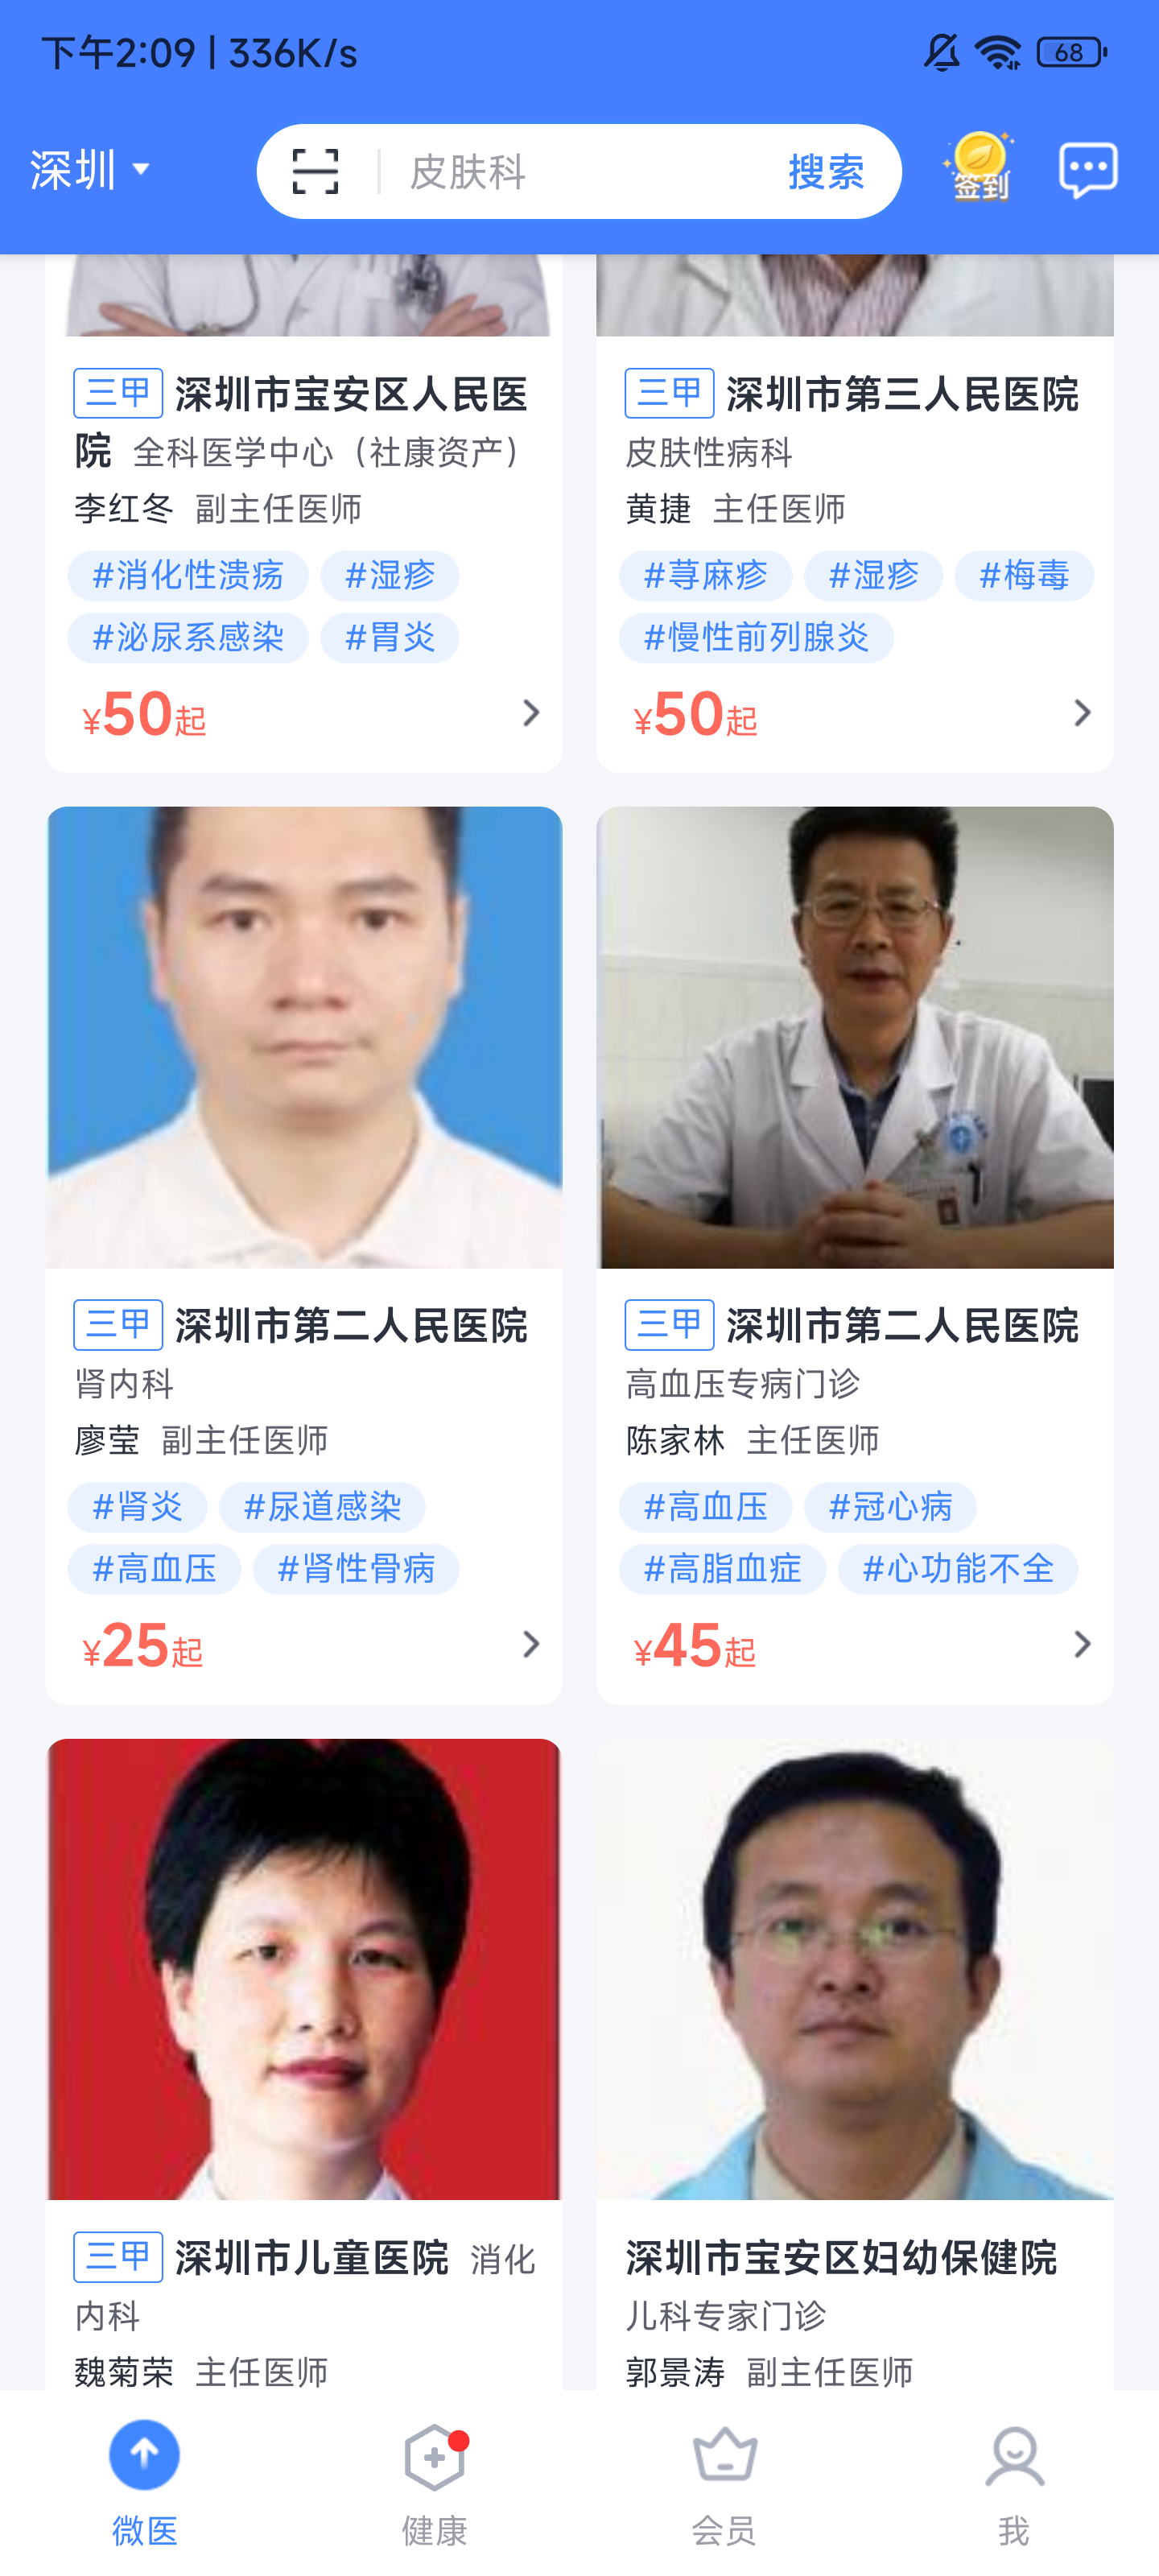 下午2:09 | 336K/s
68
深圳
皮肤科
搜索
签到
三甲 深圳市宝安区人民医
院 全科医学中心（社康资产）
李红冬 副主任医师
#消化性溃疡 #湿疹
#泌尿系感染 #胃炎
¥50起
三甲 深圳市第三人民医院
皮肤性病科
黄捷 主任医师
#荨麻疹 #湿疹 #梅毒
#慢性前列腺炎
¥50起
三甲 深圳市第二人民医院
肾内科
廖莹 副主任医师
#肾炎 #尿道感染
#高血压 #肾性骨病
¥25起
三甲 深圳市第二人民医院
高血压专病门诊
陈家林 主任医师
#高血压 #冠心病
#高脂血症 #心功能不全
¥45起
三甲 深圳市儿童医院 消化
内科
魏菊荣 主任医师
深圳市宝安区妇幼保健院
儿科专家门诊
郭景涛 副主任医师
微医
健康
会员
我